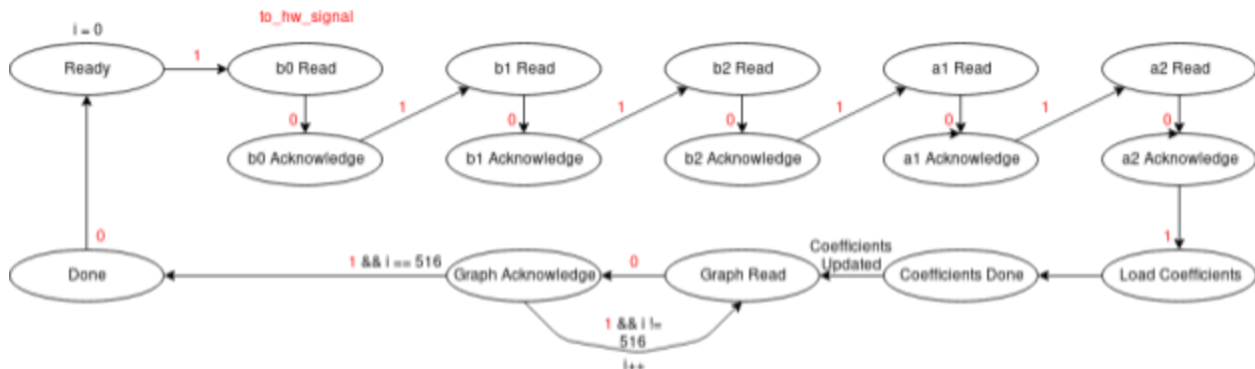 i = 0
to_hw_signal
Ready
1
b0 Read
b1 Read
b2 Read
a1 Read
a2 Read
0
1
0
1
0
1
0
1
0
b0 Acknowledge
b1 Acknowledge
b2 Acknowledge
a1 Acknowledge
a2 Acknowledge
0
1
1 && i == 516
0
Coefficients
Updated
Done
Graph Acknowledge
Graph Read
Coefficients Done
Load Coefficients
1 && i !=
516
i++